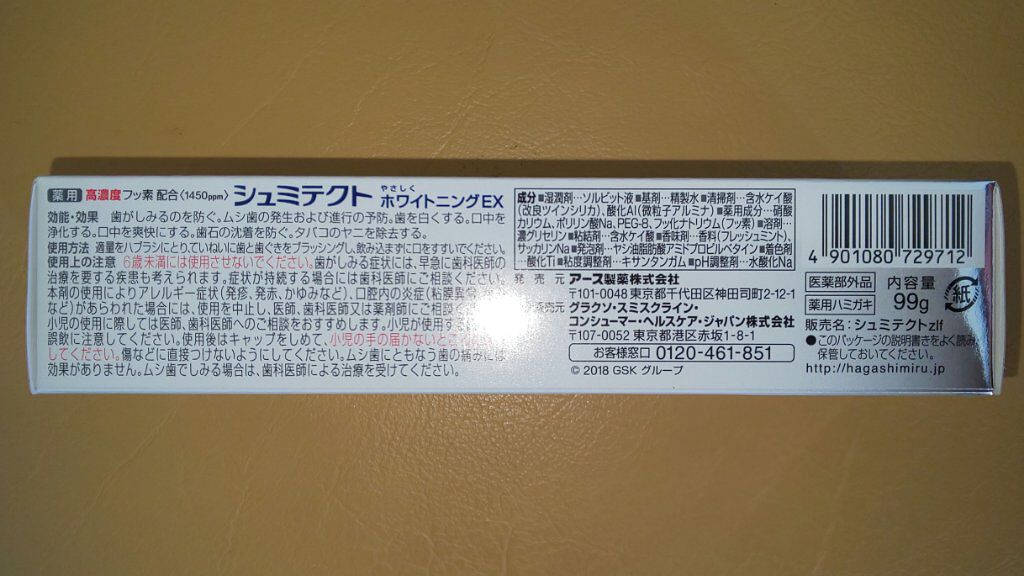 薬用 高濃度フッ素 配合〈1450ppm〉 シュミテクト やさしく ホワイトニングEX
効能・効果 歯がしみるのを防ぐ。ムシ歯の発生および進行の予防。歯を白くする。口中を
浄化する。口中を爽快にする。歯石の沈着を防ぐ。タバコのヤニを除去する。
使用方法 適量をハブラシにとりていねいに歯と歯ぐきをブラッシングし、飲み込まずに口をすすいでください。
使用上の注意 6歳未満には使用させないでください。歯がしみる症状には、早急に歯科医師の
治療を要する疾患も考えられます。症状が持続する場合には歯科医師にご相談ください。
本剤の使用によりアレルギー症状(発疹、発赤、かゆみなど)、口腔内の炎症(粘膜異常
など)があらわれた場合には、使用を中止し、医師、歯科医師又は薬剤師にご相談
小児の使用に際しては医師、歯科医師へのご相談をおすすめします。小児が使用する
誤飲に注意してください。使用後はキャップをしめて、小児の手の届かないところに
してください。傷などに直接つけないようにしてください。ムシ歯にともなう歯の痛みには
効果がありません。ムシ歯でしみる場合は、歯科医師による治療を受けてください。
成分 ■湿潤剤…ソルビット液 ■基剤…精製水 ■清掃剤…含水ケイ酸
(改良ツインシリカ)、酸化Al(微粒子アルミナ) ■薬用成分…硝酸
カリウム、ポリリン酸Na、PEG-8、フッ化ナトリウム(フッ素) ■溶剤…
濃グリセリン ■粘結剤…含水ケイ酸 ■香味剤…香料(フレッシュミント)、
サッカリンNa ■発泡剤…ヤシ油脂肪酸アミドプロピルベタイン ■着色剤
…酸化Ti ■粘度調整剤…キサンタンガム ■pH調整剤…水酸化Na
発売元 アース製薬株式会社
〒101-0048 東京都千代田区神田司町2-12-1
売元 グラクソ・スミスクライン・
コンシューマー・ヘルスケア・ジャパン株式会社
〒107-0052 東京都港区赤坂1-8-1
お客様窓口 0120-461-851
© 2018 GSK グループ
4 901080 729712
医薬部外品 内容量
薬用ハミガキ 99g
紙
販売名：シュミテクトzlf
●このパッケージの説明書きをよく読み、
保管しておいてください。
http://hagashimiru.jp